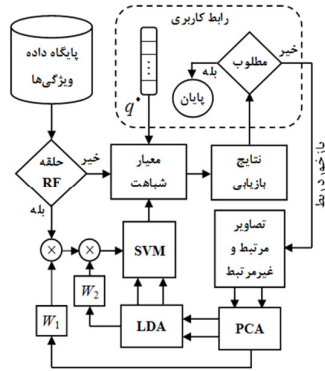 رابط کاربری
پایگاه داده
ویژگی‌ها
q
پایان
بله
مطلوب
خیر
حلقه
RF
خیر
بله
معیار
شباهت
نتایج
بازیابی
بازخورد ربط
تصاویر
مرتبط و
غیرمرتبط
×
×
SVM
W₂
W₁
LDA
PCA